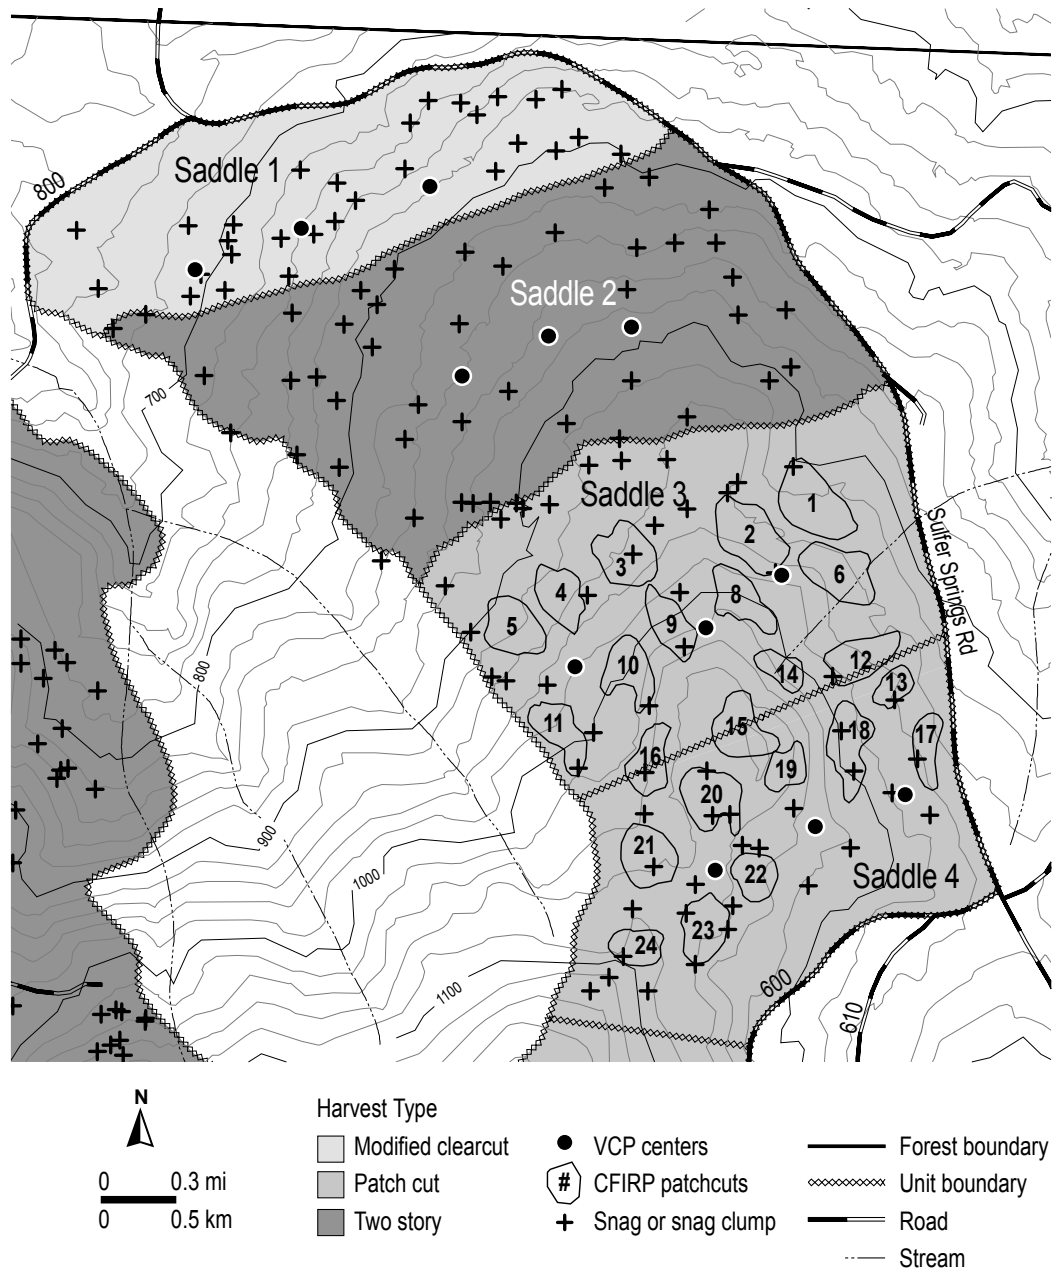 Saddle 1
800
Saddle 2
700
Saddle 3
1
2
3
4
5
6
8
9
10
11
12
13
14
15
16
17
18
19
20
21
22
23
24
Sulfer Springs Rd
Saddle 4
800
900
1000
1100
600
610
N
0 0.3 mi
0 0.5 km
Harvest Type
Modified clearcut
Patch cut
Two story
VCP centers
# CFIRP patchcuts
Snag or snag clump
Forest boundary
Unit boundary
Road
Stream